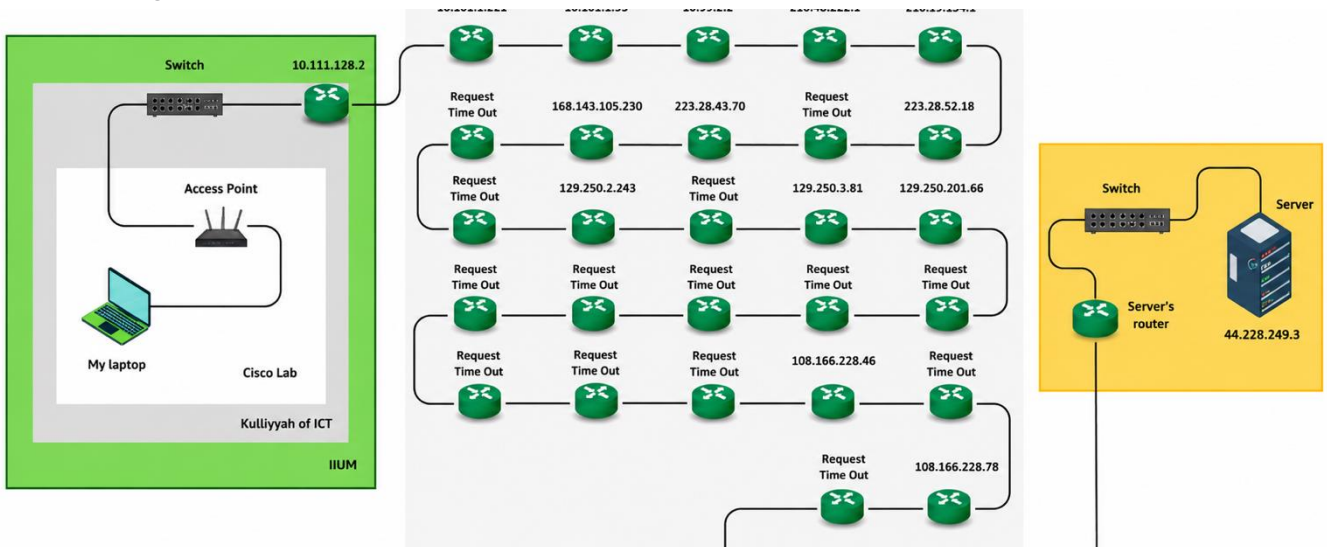 Switch
10.111.128.2
Access Point
My laptop
Cisco Lab
Kulliyyah of ICT
IIUM
Request
Time Out
168.143.105.230
223.28.43.70
Request
Time Out
223.28.52.18
Request
Time Out
129.250.2.243
Request
Time Out
129.250.3.81
129.250.201.66
Request
Time Out
Request
Time Out
Request
Time Out
Request
Time Out
Request
Time Out
Request
Time Out
Request
Time Out
Request
Time Out
108.166.228.46
Request
Time Out
Request
Time Out
108.166.228.78
Switch
Server
Server's
router
44.228.249.3